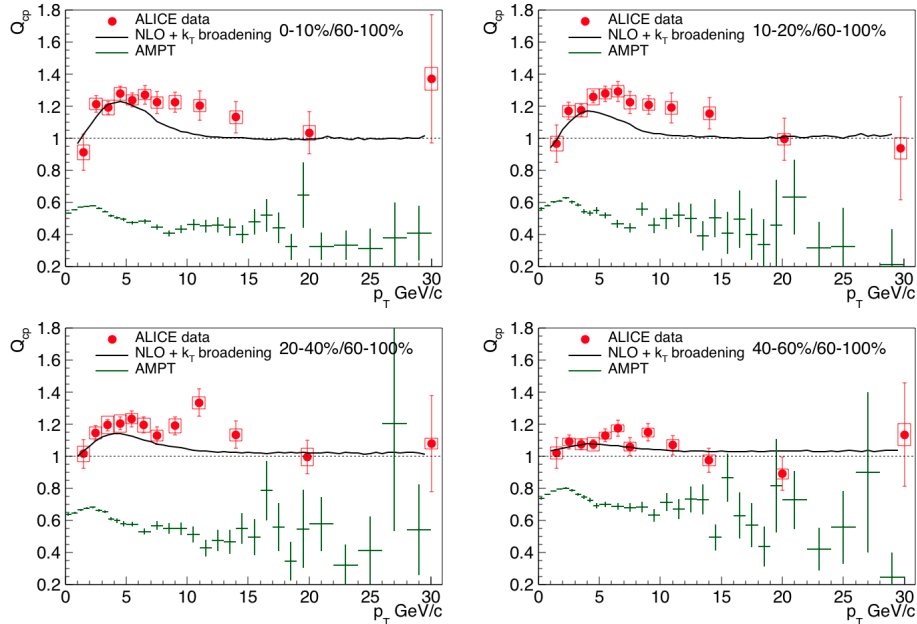 Q_cp
1.8
1.6
1.4
1.2
1
0.8
0.6
0.4
0.2
ALICE data
NLO + k_T broadening
0-10%/60-100%
AMPT
0 5 10 15 20 25 30
p_T GeV/c
Q_cp
1.8
1.6
1.4
1.2
1
0.8
0.6
0.4
0.2
ALICE data
NLO + k_T broadening
10-20%/60-100%
AMPT
0 5 10 15 20 25 30
p_T GeV/c
Q_cp
1.8
1.6
1.4
1.2
1
0.8
0.6
0.4
0.2
ALICE data
NLO + k_T broadening
20-40%/60-100%
AMPT
0 5 10 15 20 25 30
p_T GeV/c
Q_cp
1.8
1.6
1.4
1.2
1
0.8
0.6
0.4
0.2
ALICE data
NLO + k_T broadening
40-60%/60-100%
AMPT
0 5 10 15 20 25 30
p_T GeV/c